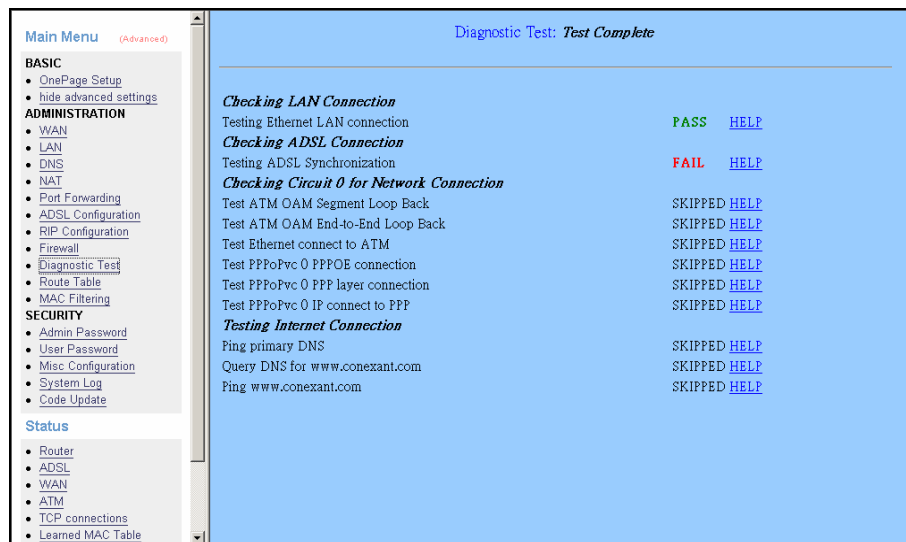 Main Menu (Advanced)
BASIC
OnePage Setup
hide advanced settings
ADMINISTRATION
WAN
LAN
DNS
NAT
Port Forwarding
ADSL Configuration
RIP Configuration
Firewall
Diagnostic Test
Route Table
MAC Filtering
SECURITY
Admin Password
User Password
Misc Configuration
System Log
Code Update
Status
Router
ADSL
WAN
ATM
TCP connections
Learned MAC Table
Diagnostic Test: Test Complete
Checking LAN Connection
Testing Ethernet LAN connection PASS HELP
Checking ADSL Connection
Testing ADSL Synchronization FAIL HELP
Checking Circuit 0 for Network Connection
Test ATM OAM Segment Loop Back SKIPPED HELP
Test ATM OAM End-to-End Loop Back SKIPPED HELP
Test Ethernet connect to ATM SKIPPED HELP
Test PPPoPvc 0 PPPOE connection SKIPPED HELP
Test PPPoPvc 0 PPP layer connection SKIPPED HELP
Test PPPoPvc 0 IP connect to PPP SKIPPED HELP
Testing Internet Connection
Ping primary DNS SKIPPED HELP
Query DNS for www.conexant.com SKIPPED HELP
Ping www.conexant.com SKIPPED HELP